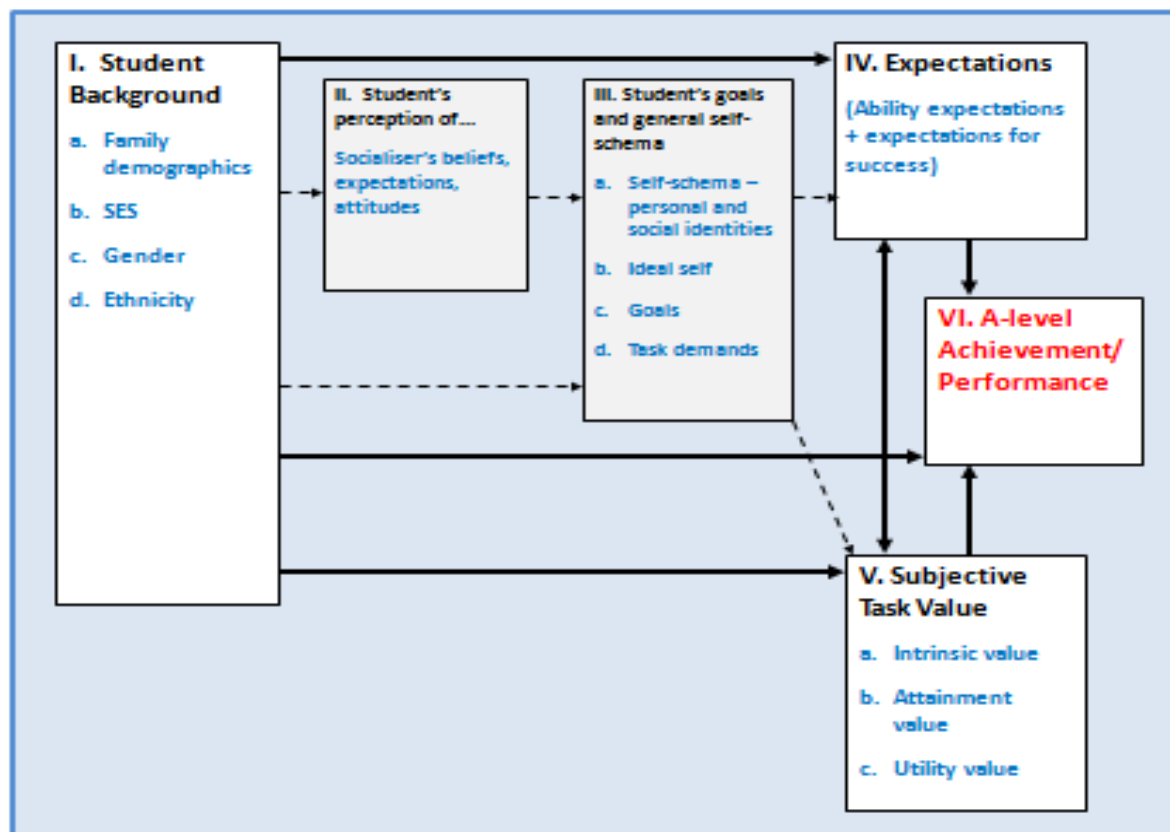 I. Student
Background
a. Family
demographics
b. SES
c. Gender
d. Ethnicity
II. Student's
perception of...
Socialiser's beliefs,
expectations,
attitudes
III. Student's goals
and general self-
schema
a. Self-schema –
personal and
social identities
b. Ideal self
c. Goals
d. Task demands
IV. Expectations
(Ability expectations
+ expectations for
success)
VI. A-level
Achievement/
Performance
V. Subjective
Task Value
a. Intrinsic value
b. Attainment
value
c. Utility value